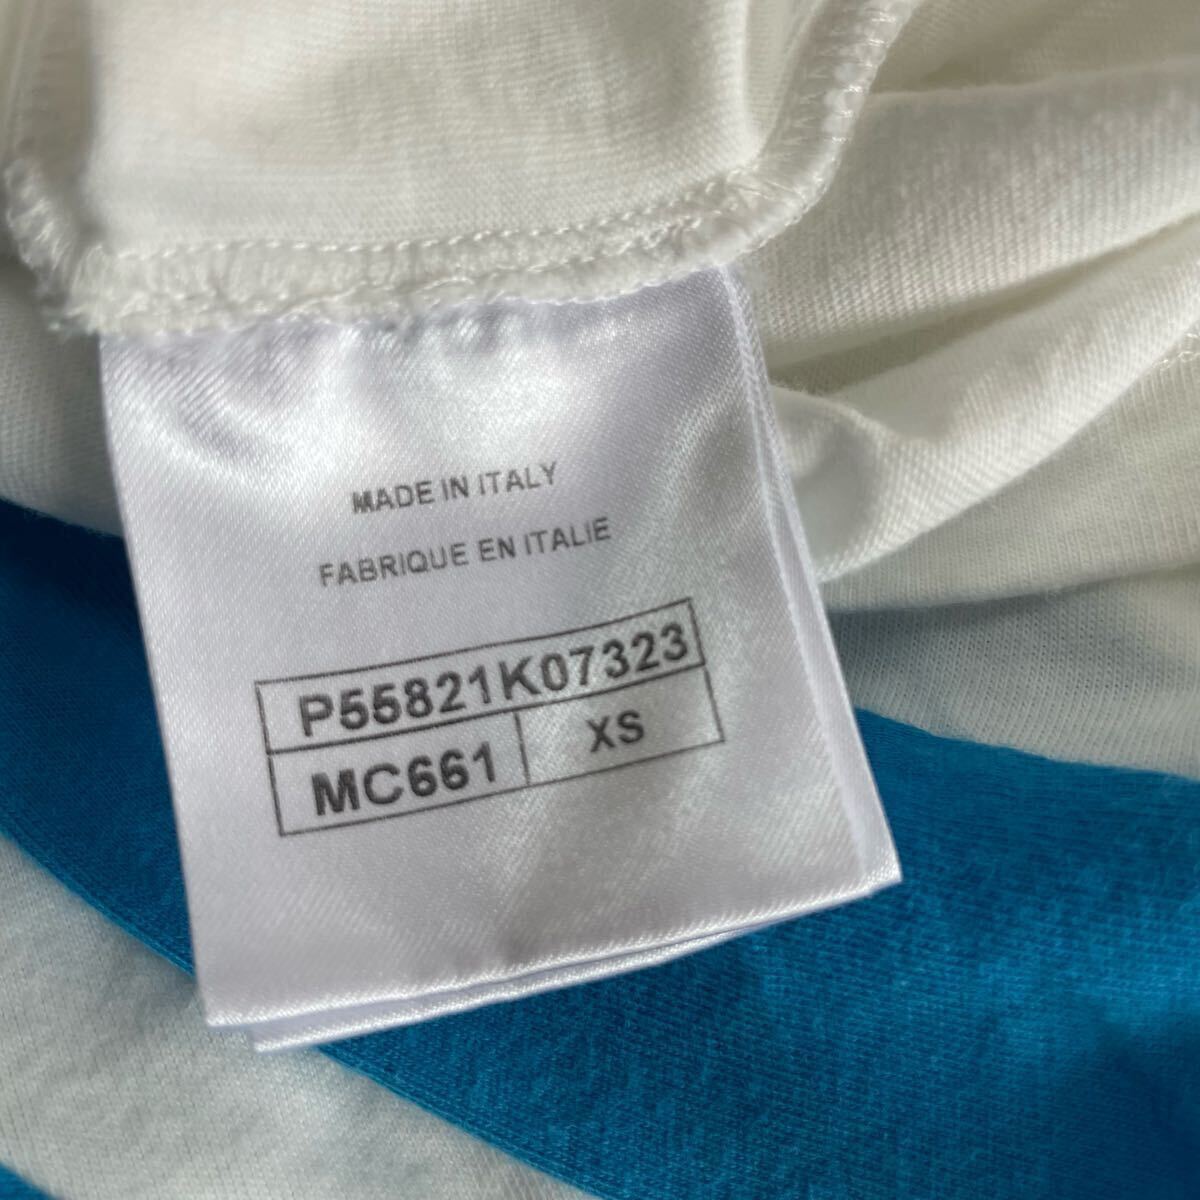 MADE IN ITALY
FABRIQUE EN ITALIE
P55821K07323
MC661 XS